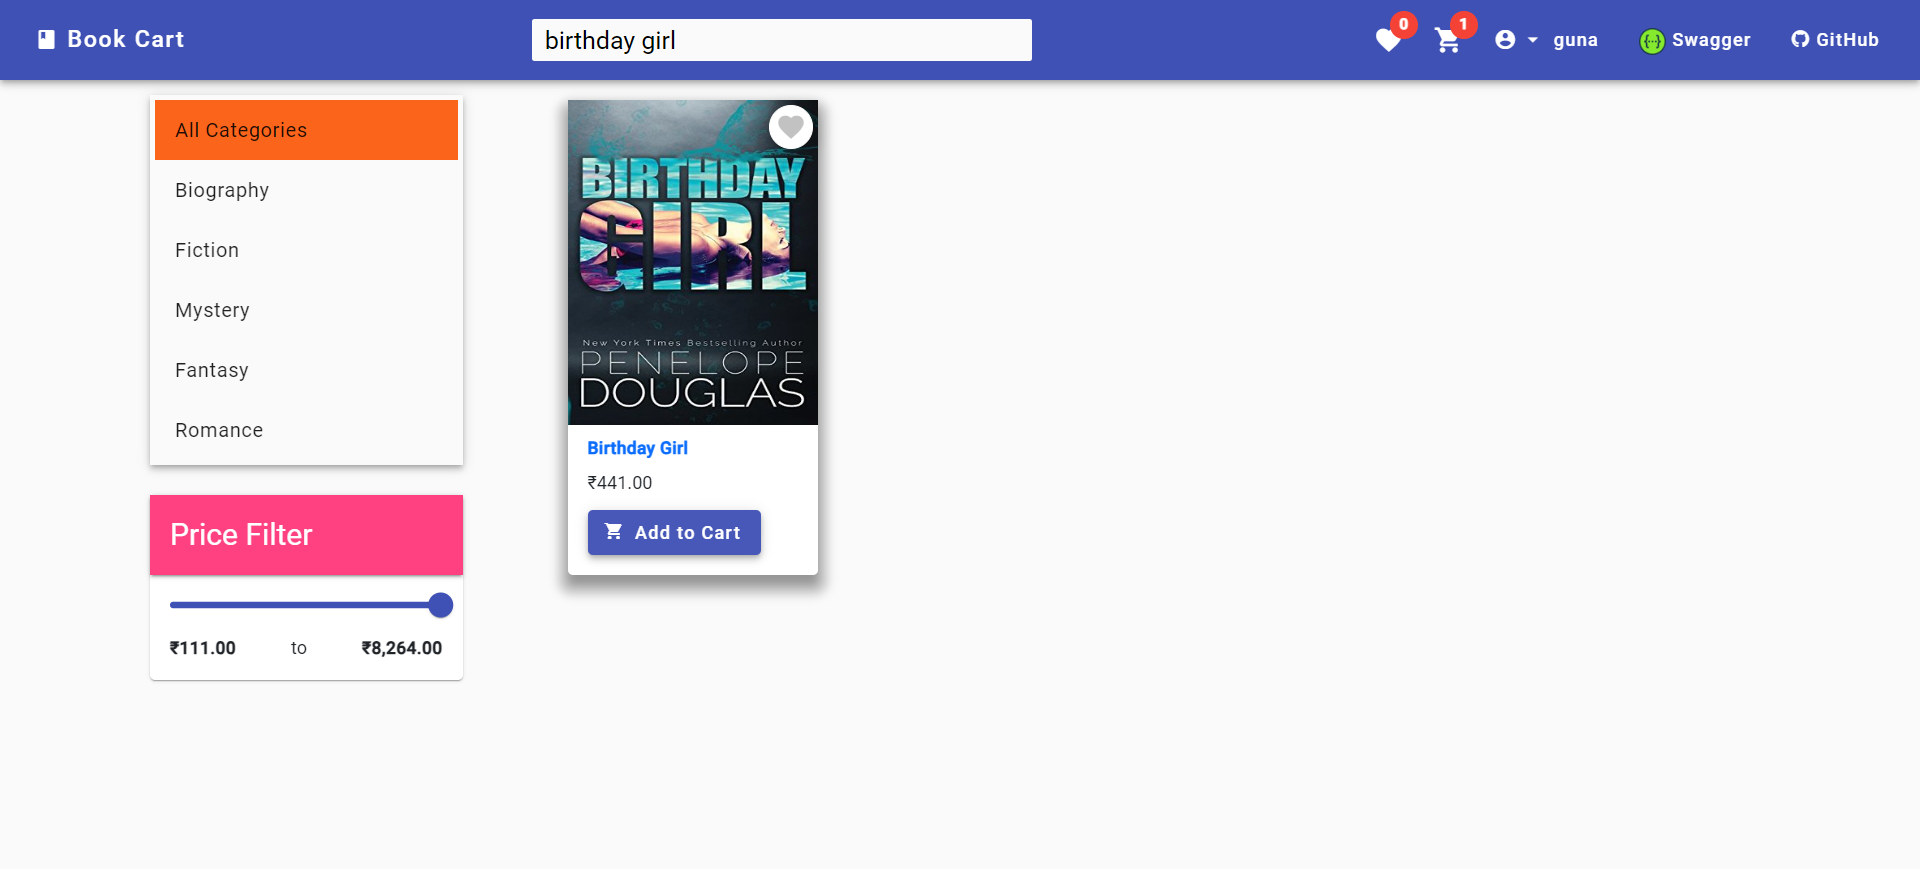 Book Cart
birthday girl
0
1
guna
Swagger
GitHub
All Categories
Biography
Fiction
Mystery
Fantasy
Romance
Price Filter
₹111.00 to ₹8,264.00
BIRTHDAY
GIRL
New York Times Bestselling Author
PENELOPE
DOUGLAS
Birthday Girl
₹441.00
Add to Cart